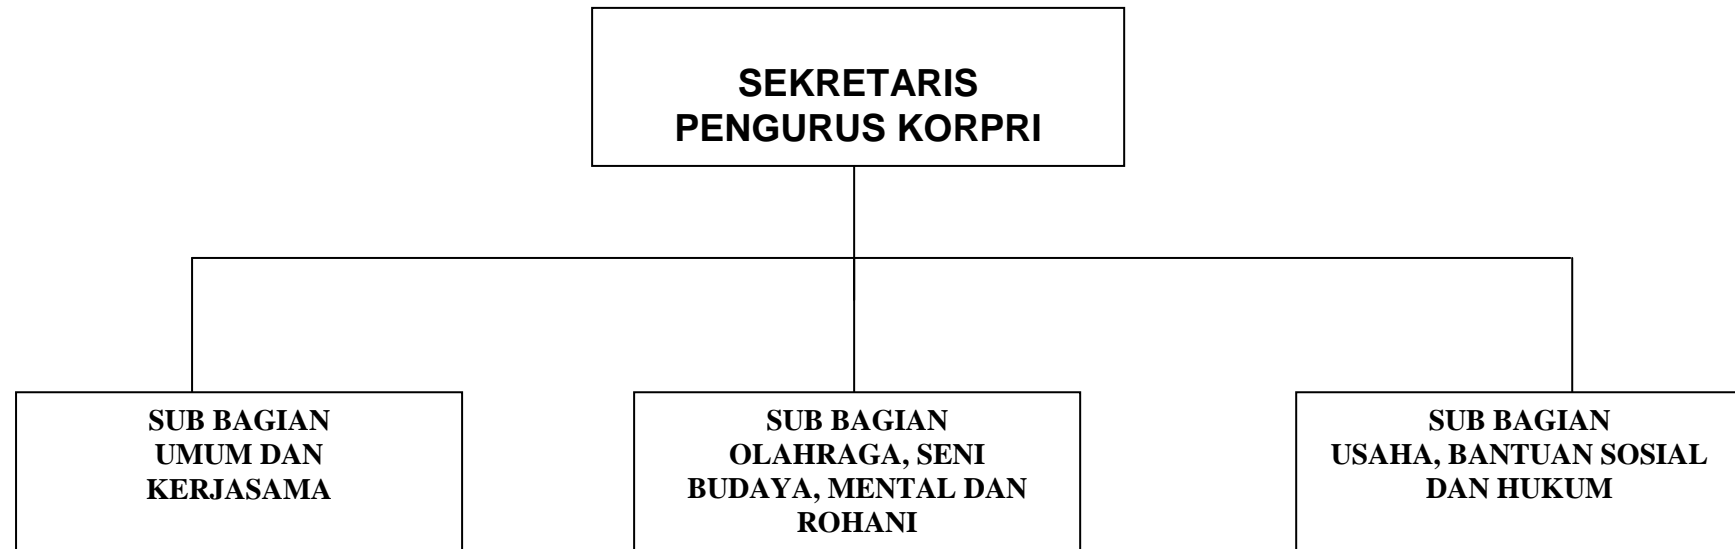 SEKRETARIS
PENGURUS KORPRI
SUB BAGIAN
UMUM DAN
KERJASAMA
SUB BAGIAN
OLAHRAGA, SENI
BUDAYA, MENTAL DAN
ROHANI
SUB BAGIAN
USAHA, BANTUAN SOSIAL
DAN HUKUM